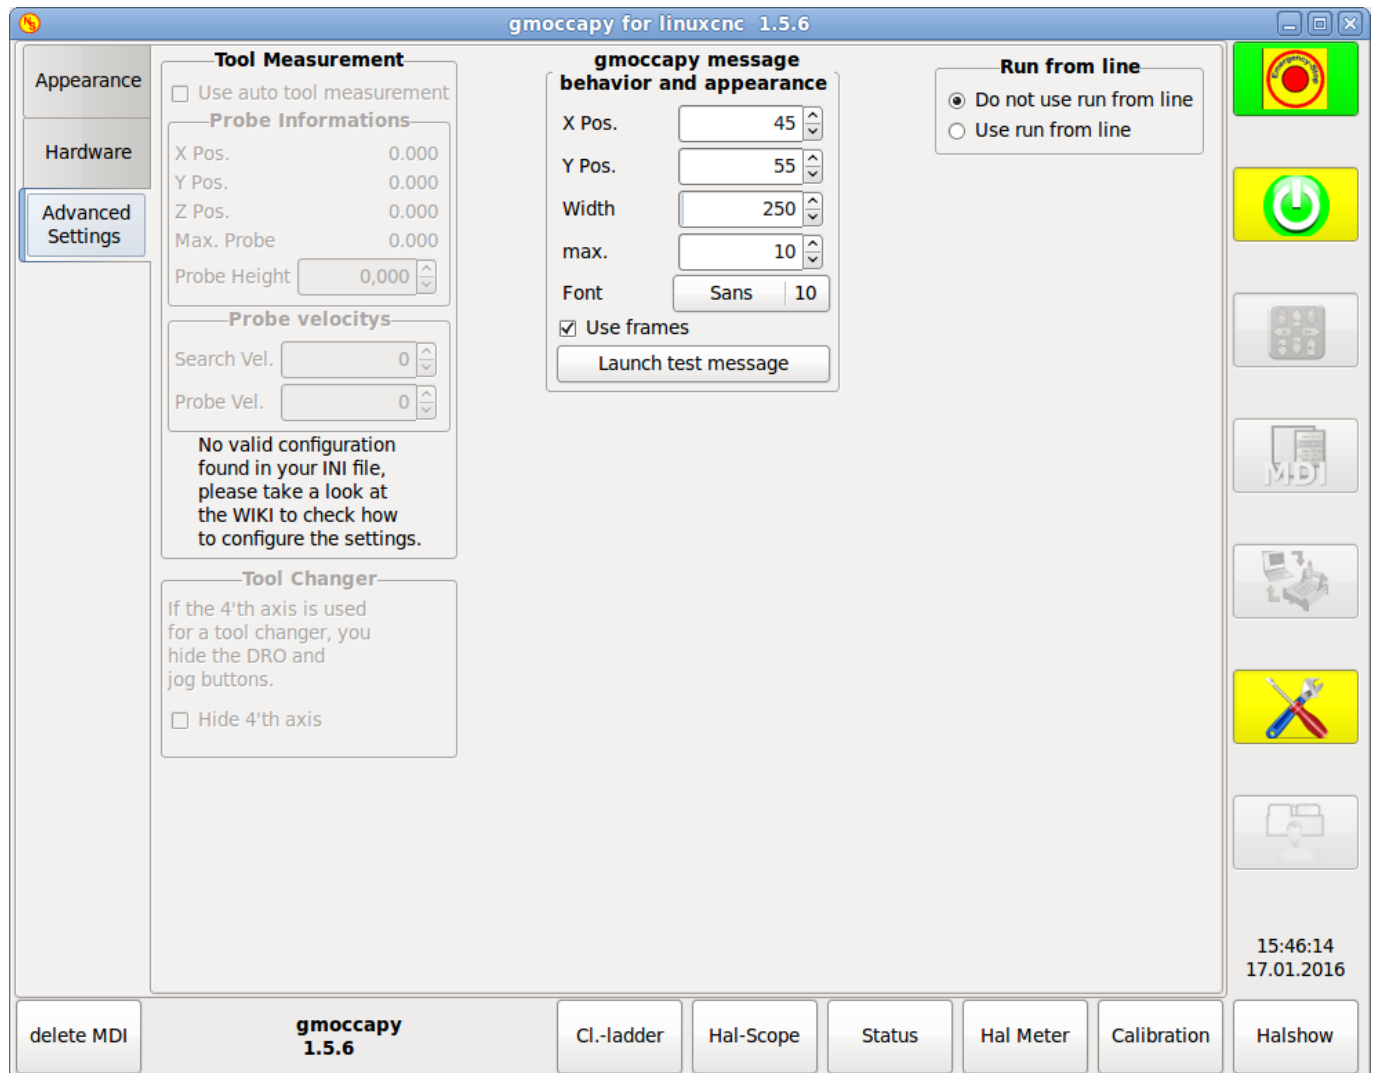 gmoccapy for linuxcnc 1.5.6
Appearance
Hardware
Advanced
Settings
Tool Measurement
Use auto tool measurement
Probe Informations
X Pos. 0.000
Y Pos. 0.000
Z Pos. 0.000
Max. Probe 0.000
Probe Height 0,000
Probe velocitys
Search Vel. 0
Probe Vel. 0
No valid configuration
found in your INI file,
please take a look at
the WIKI to check how
to configure the settings.
Tool Changer
If the 4'th axis is used
for a tool changer, you
hide the DRO and
jog buttons.
Hide 4'th axis
gmoccapy message
behavior and appearance
X Pos. 45
Y Pos. 55
Width 250
max. 10
Font Sans 10
Use frames
Launch test message
Run from line
Do not use run from line
Use run from line
Emergency-Stop
MDI
15:46:14
17.01.2016
delete MDI
gmoccapy
1.5.6
Cl.-ladder
Hal-Scope
Status
Hal Meter
Calibration
Halshow